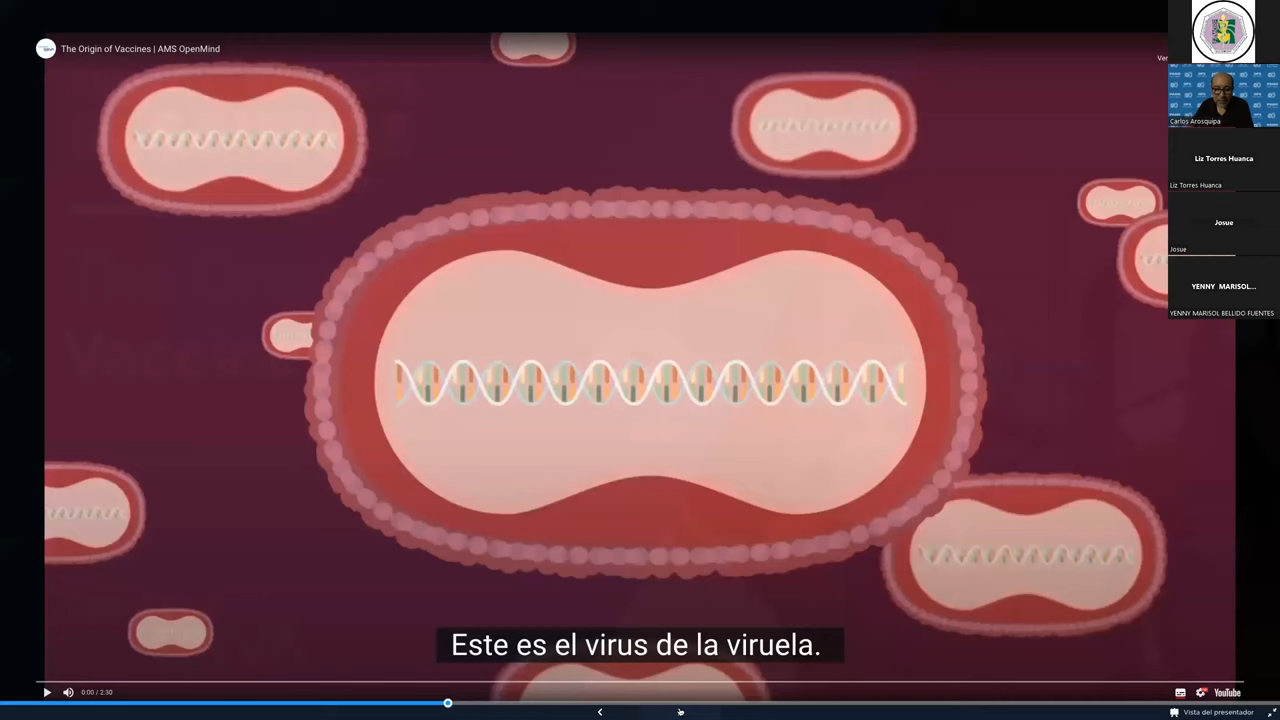 The Origin of Vaccines | AMS OpenMind
Ver
Carlos Arosquipa
Liz Torres Huanca
Liz Torres Huanca
Josue
Josue
YENNY MARISOL...
YENNY MARISOL BELLIDO FUENTES
Este es el virus de la viruela.
0:00 / 2:30
YouTube
Vista del presentador